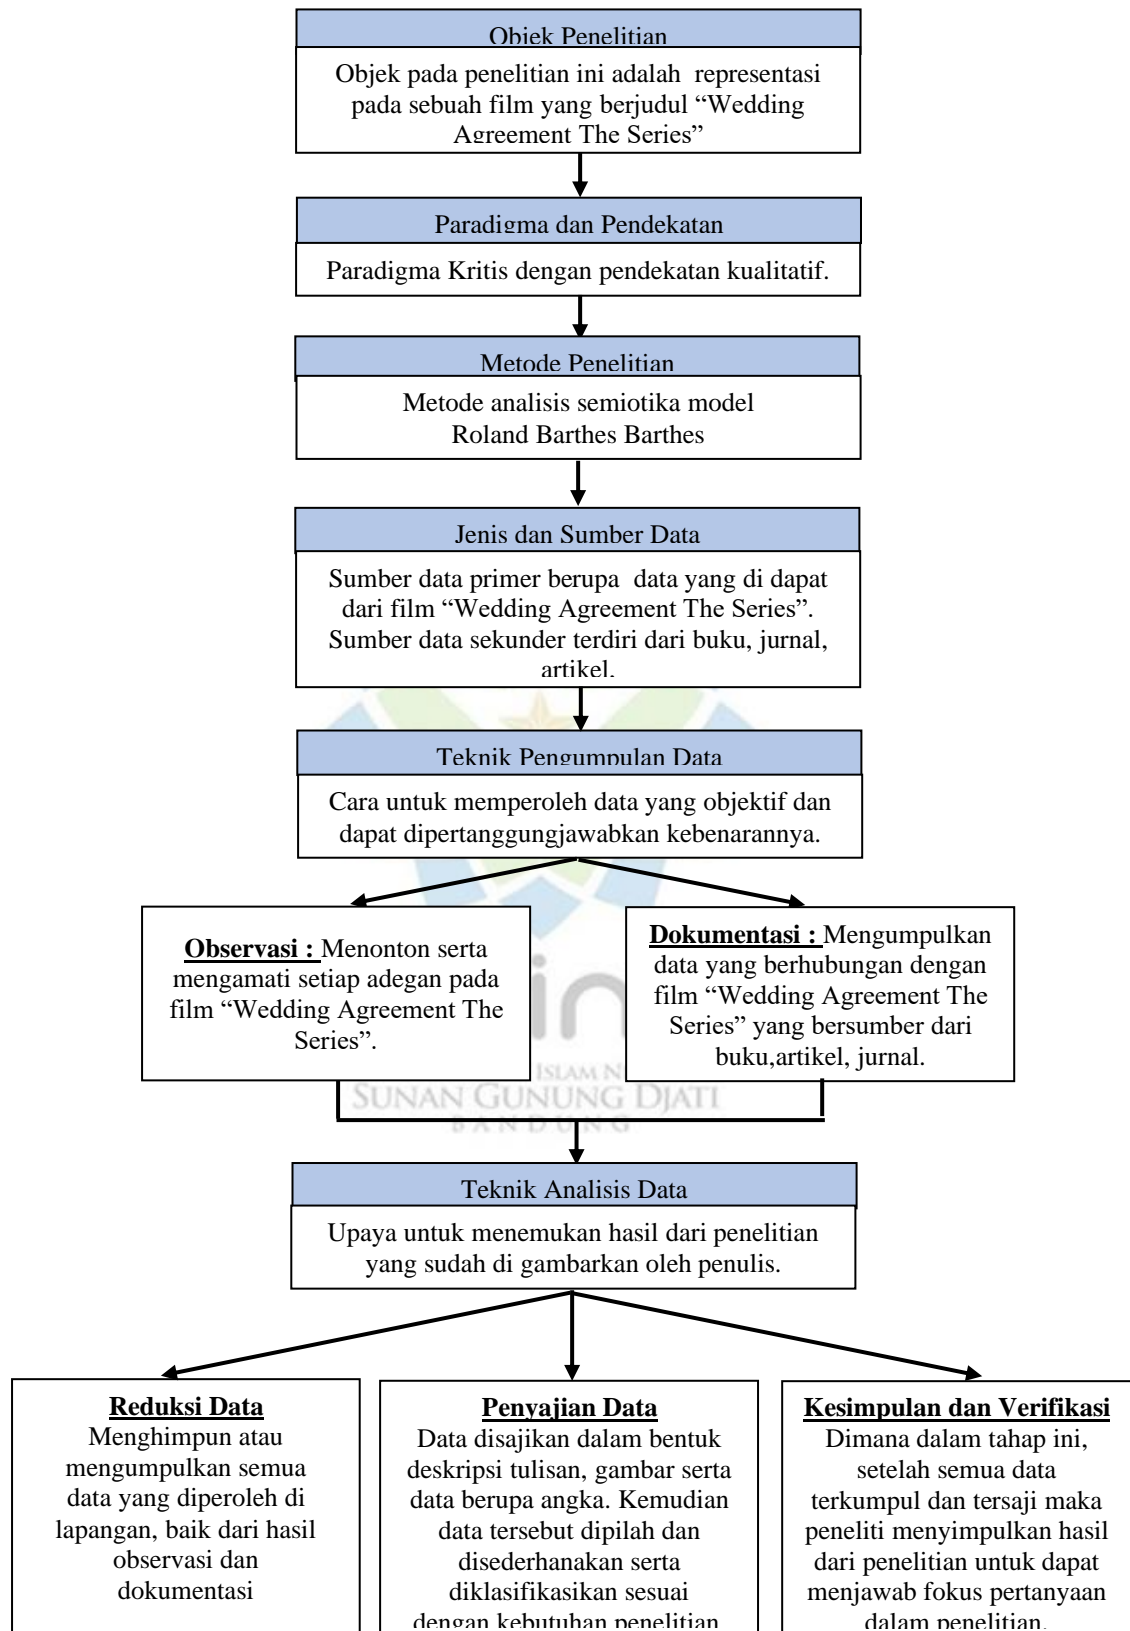 Objek Penelitian
Objek pada penelitian ini adalah representasi
pada sebuah film yang berjudul “Wedding
Agreement The Series”
Paradigma dan Pendekatan
Paradigma Kritis dengan pendekatan kualitatif.
Metode Penelitian
Metode analisis semiotika model
Roland Barthes Barthes
Jenis dan Sumber Data
Sumber data primer berupa data yang di dapat
dari film “Wedding Agreement The Series”.
Sumber data sekunder terdiri dari buku, jurnal,
artikel.
Teknik Pengumpulan Data
Cara untuk memperoleh data yang objektif dan
dapat dipertanggungjawabkan kebenarannya.
Observasi : Menonton serta
mengamati setiap adegan pada
film “Wedding Agreement The
Series”.
Dokumentasi : Mengumpulkan
data yang berhubungan dengan
film “Wedding Agreement The
Series” yang bersumber dari
buku,artikel, jurnal.
ISLAM
SUNAN GUNUNG DJATI
BANDUNG
Teknik Analisis Data
Upaya untuk menemukan hasil dari penelitian
yang sudah di gambarkan oleh penulis.
Reduksi Data
Menghimpun atau
mengumpulkan semua
data yang diperoleh di
lapangan, baik dari hasil
observasi dan
dokumentasi
Penyajian Data
Data disajikan dalam bentuk
deskripsi tulisan, gambar serta
data berupa angka. Kemudian
data tersebut dipilah dan
disederhanakan serta
diklasifikasikan sesuai
dengan kebutuhan penelitian
Kesimpulan dan Verifikasi
Dimana dalam tahap ini,
setelah semua data
terkumpul dan tersaji maka
peneliti menyimpulkan hasil
dari penelitian untuk dapat
menjawab fokus pertanyaan
dalam penelitian.